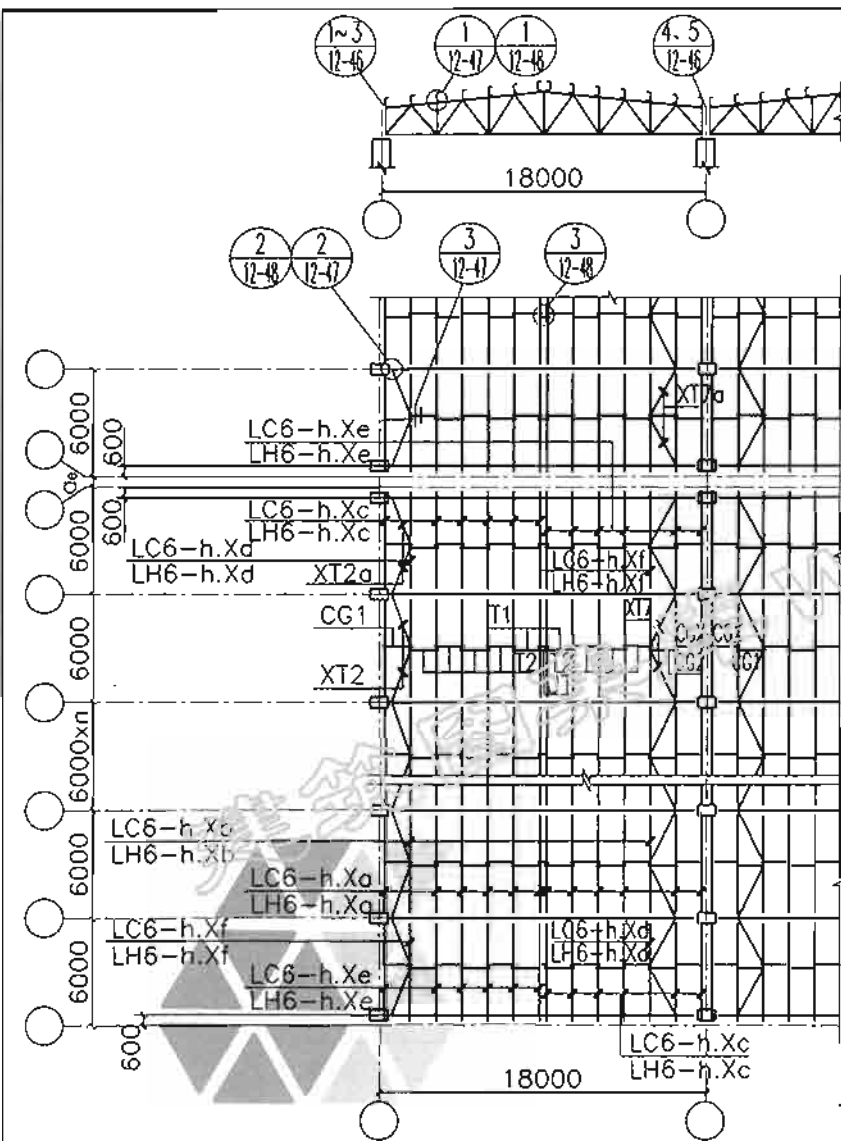 1~3
12-46
1
12-47
1
12-48
4、5
12-46
18000
2
12-48
2
12-47
3
12-47
3
12-48
6000
600
LC6-h.Xe
LH6-h.Xe
XT7a
600
6000
LC6-h.Xc
LH6-h.Xc
LC6-h.Xd
LH6-h.Xd
XT2a
LC6-h.Xf
LH6-h.Xf
CG1
T1
XT7
6000
T2
CG2
CG1
XT2
6000xn
LC6-h.Xb
LH6-h.Xb
6000
LC6-h.Xa
LH6-h.Xa
LC6-h.Xf
LH6-h.Xf
LC6-h.Xd
LH6-h.Xd
6000
LC6-h.Xe
LH6-h.Xe
600
LC6-h.Xc
LH6-h.Xc
18000